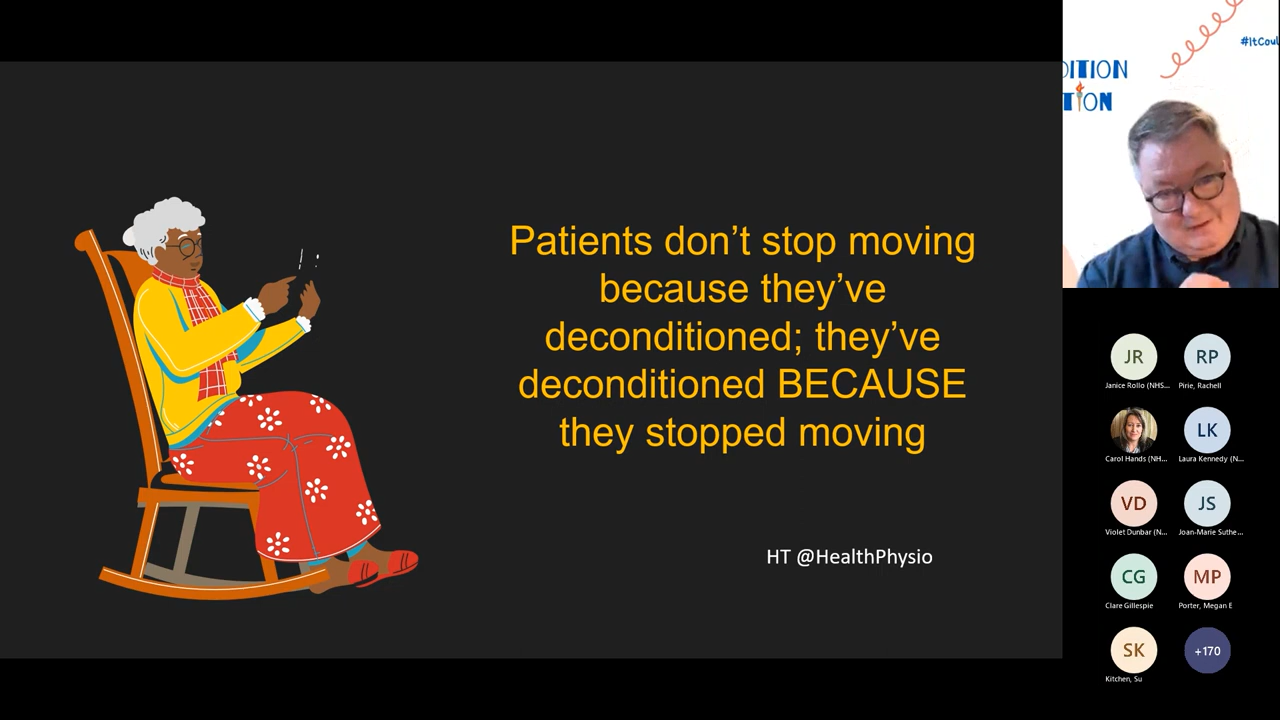 Patients don't stop moving
because they've
deconditioned; they've
deconditioned BECAUSE
they stopped moving
HT @HealthPhysio
#ItCoul
DITION
TION
JR
RP
Janice Rollo (NHS...
Pirie, Rachell
LK
Carol Hands (NH...
Laura Kennedy (N...
VD
JS
Violet Dunbar (N...
Joan-Marie Suthe...
CG
MP
Clare Gillespie
Porter, Megan E
SK
+170
Kitchen, Su